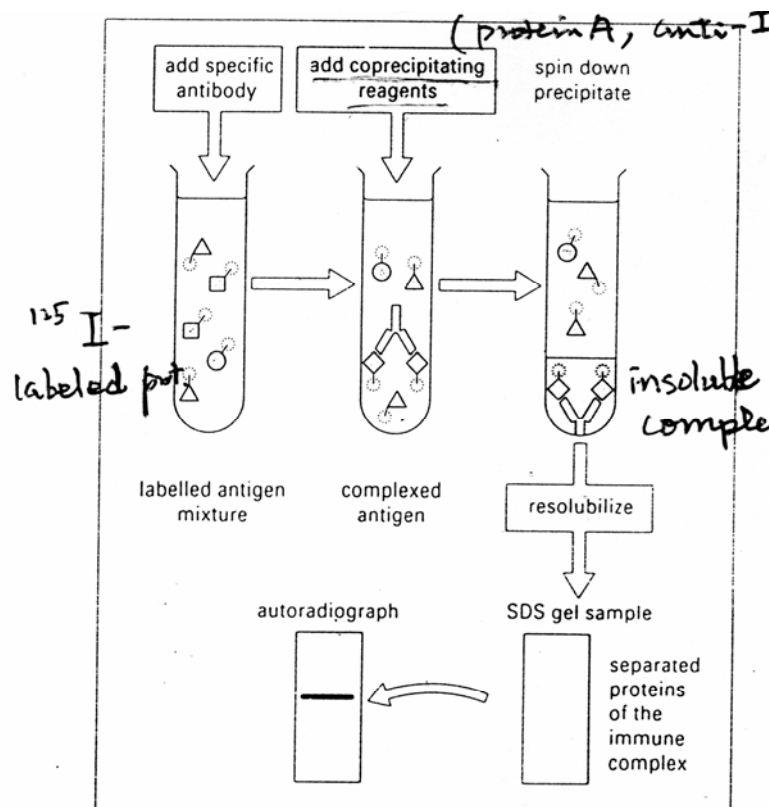 (protein A, anti-I
add specific
antibody
add coprecipitating
reagents
spin down
precipitate
125 I-
labeled prot.
insoluble
comple
labelled antigen
mixture
complexed
antigen
resolubilize
autoradiograph
SDS gel sample
separated
proteins
of the
immune
complex